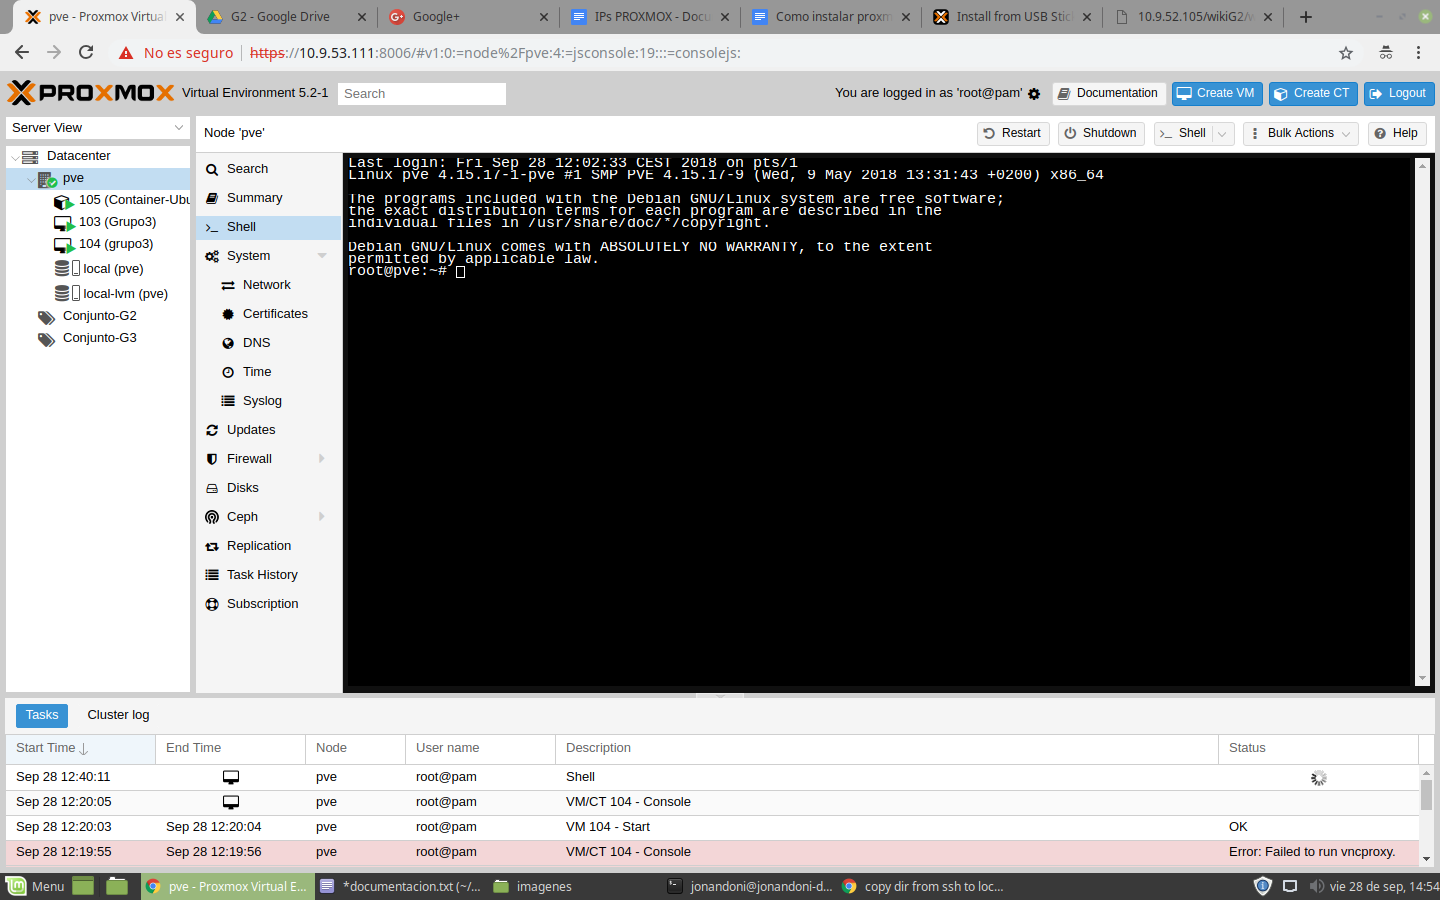 pve - Proxmox Virtual
G2 - Google Drive
Google+
IPs PROXMOX - Docu
Como instalar proxm
Install from USB Stic
10.9.52.105/wikiG2/w
No es seguro
https://10.9.53.111:8006/#v1:0:=node%2Fpve:4:=jsconsole:19:::=consolejs:
PROXMOX
Virtual Environment 5.2-1
Search
You are logged in as 'root@pam'
Documentation
Create VM
Create CT
Logout
Server View
Node 'pve'
Restart
Shutdown
Shell
Bulk Actions
Help
Datacenter
pve
105 (Container-Ubu
103 (Grupo3)
104 (grupo3)
local (pve)
local-lvm (pve)
Conjunto-G2
Conjunto-G3
Search
Summary
Shell
System
Network
Certificates
DNS
Time
Syslog
Updates
Firewall
Disks
Ceph
Replication
Task History
Subscription
Last login: Fri Sep 28 12:02:33 CEST 2018 on pts/1
Linux pve 4.15.17-1-pve #1 SMP PVE 4.15.17-9 (Wed, 9 May 2018 13:31:43 +0200) x86_64
The programs included with the Debian GNU/Linux system are free software;
the exact distribution terms for each program are described in the
individual files in /usr/share/doc/*/copyright.
Debian GNU/Linux comes with ABSOLUTELY NO WARRANTY, to the extent
permitted by applicable law.
root@pve:~#
Tasks
Cluster log
Start Time End Time Node User name Description Status
Sep 28 12:40:11 pve root@pam Shell
Sep 28 12:20:05 pve root@pam VM/CT 104 - Console
Sep 28 12:20:03 Sep 28 12:20:04 pve root@pam VM 104 - Start OK
Sep 28 12:19:55 Sep 28 12:19:56 pve root@pam VM/CT 104 - Console Error: Failed to run vncproxy.
Menu
pve - Proxmox Virtual E...
*documentacion.txt (~/...
imagenes
jonandoni@jonandoni-d...
copy dir from ssh to loc...
vie 28 de sep, 14:54